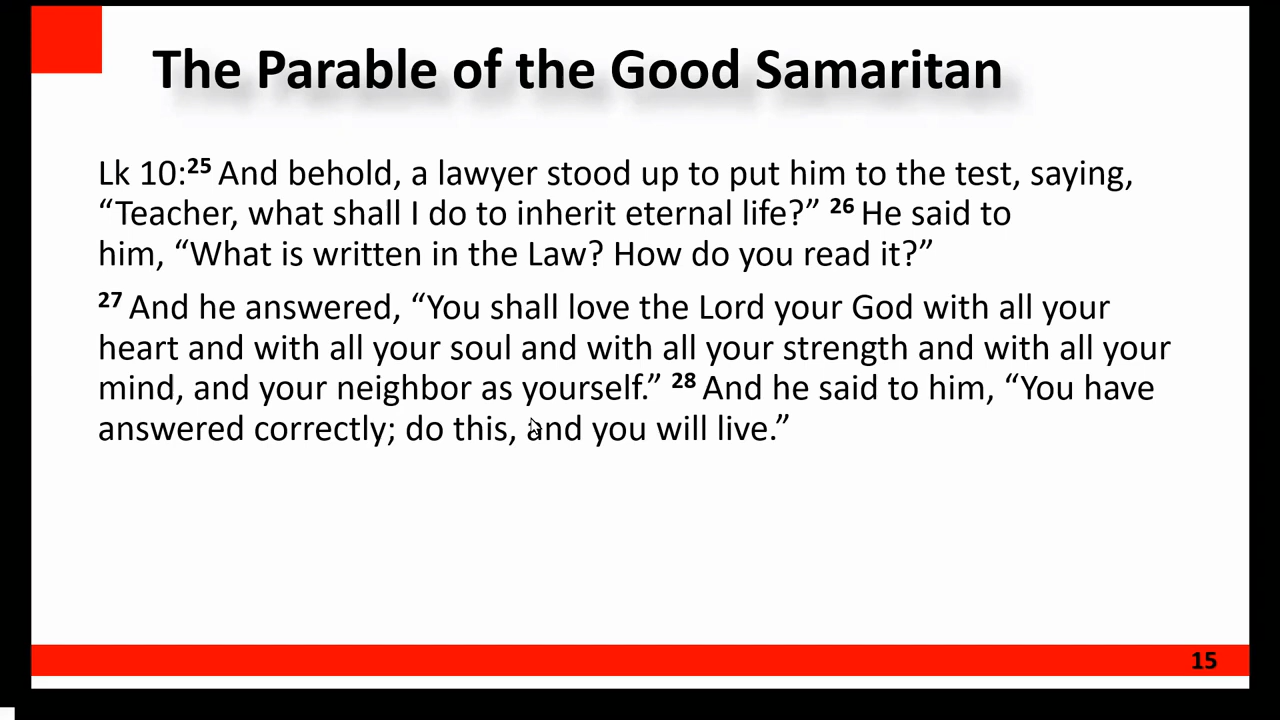 The Parable of the Good Samaritan
Lk 10:25 And behold, a lawyer stood up to put him to the test, saying,
“Teacher, what shall I do to inherit eternal life?” 26 He said to
him, “What is written in the Law? How do you read it?”
27 And he answered, “You shall love the Lord your God with all your
heart and with all your soul and with all your strength and with all your
mind, and your neighbor as yourself.” 28 And he said to him, “You have
answered correctly; do this, and you will live.”
15